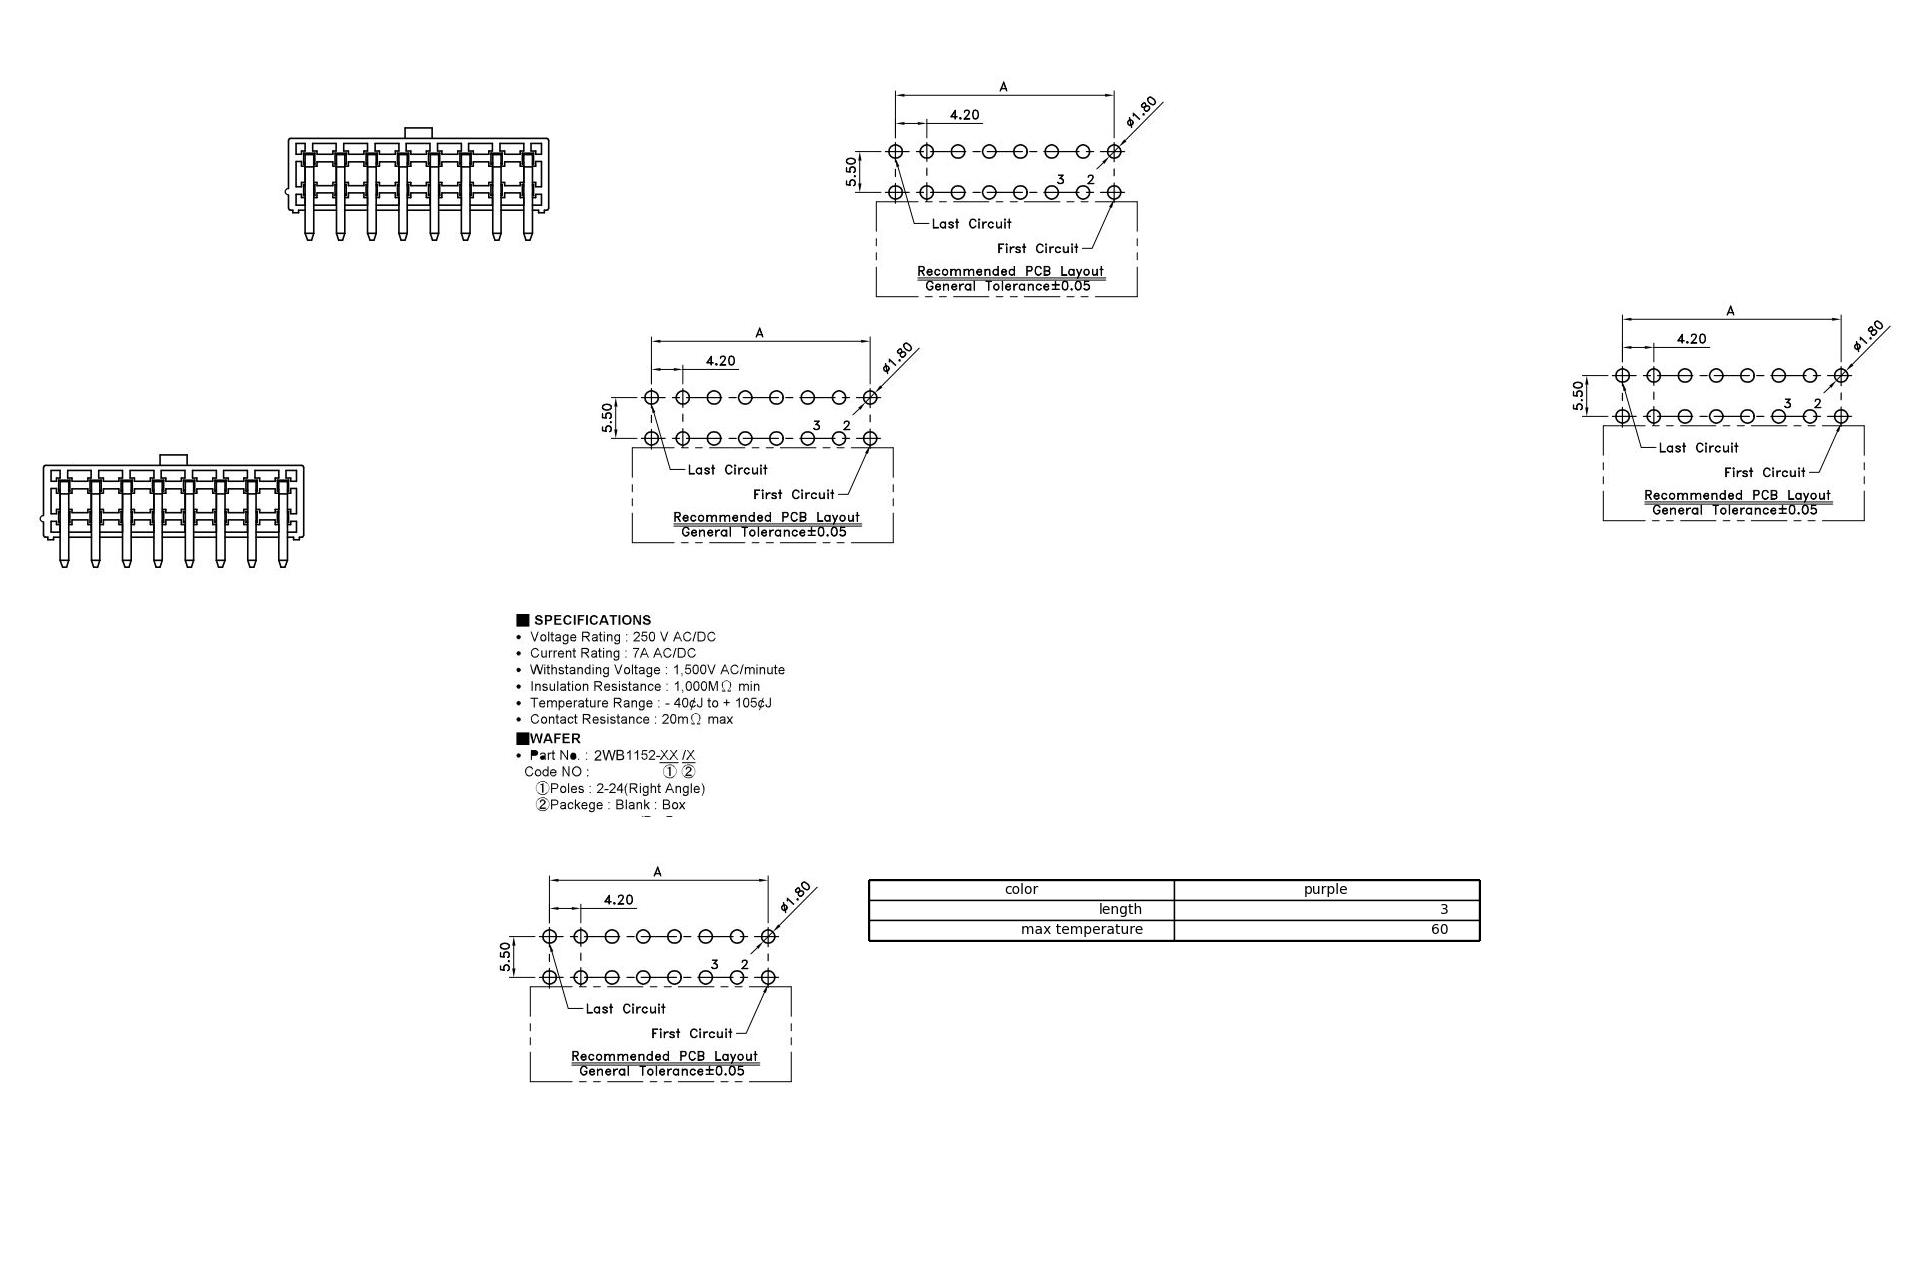 A
4.20
ø1.80
5.50
3 2
Last Circuit
First Circuit
Recommended PCB Layout
General Tolerance±0.05
A
4.20
ø1.80
5.50
3 2
Last Circuit
First Circuit
Recommended PCB Layout
General Tolerance±0.05
A
4.20
ø1.80
5.50
3 2
Last Circuit
First Circuit
Recommended PCB Layout
General Tolerance±0.05
■ SPECIFICATIONS
• Voltage Rating : 250 V AC/DC
• Current Rating : 7A AC/DC
• Withstanding Voltage : 1,500V AC/minute
• Insulation Resistance : 1,000MΩ min
• Temperature Range : - 40¢J to + 105¢J
• Contact Resistance : 20mΩ max
■WAFER
• Part No. : 2WB1152-XX /X
Code NO : ① ②
①Poles : 2-24(Right Angle)
②Packege : Blank : Box
A
4.20
ø1.80
5.50
3 2
Last Circuit
First Circuit
Recommended PCB Layout
General Tolerance±0.05
color purple
length 3
max temperature 60